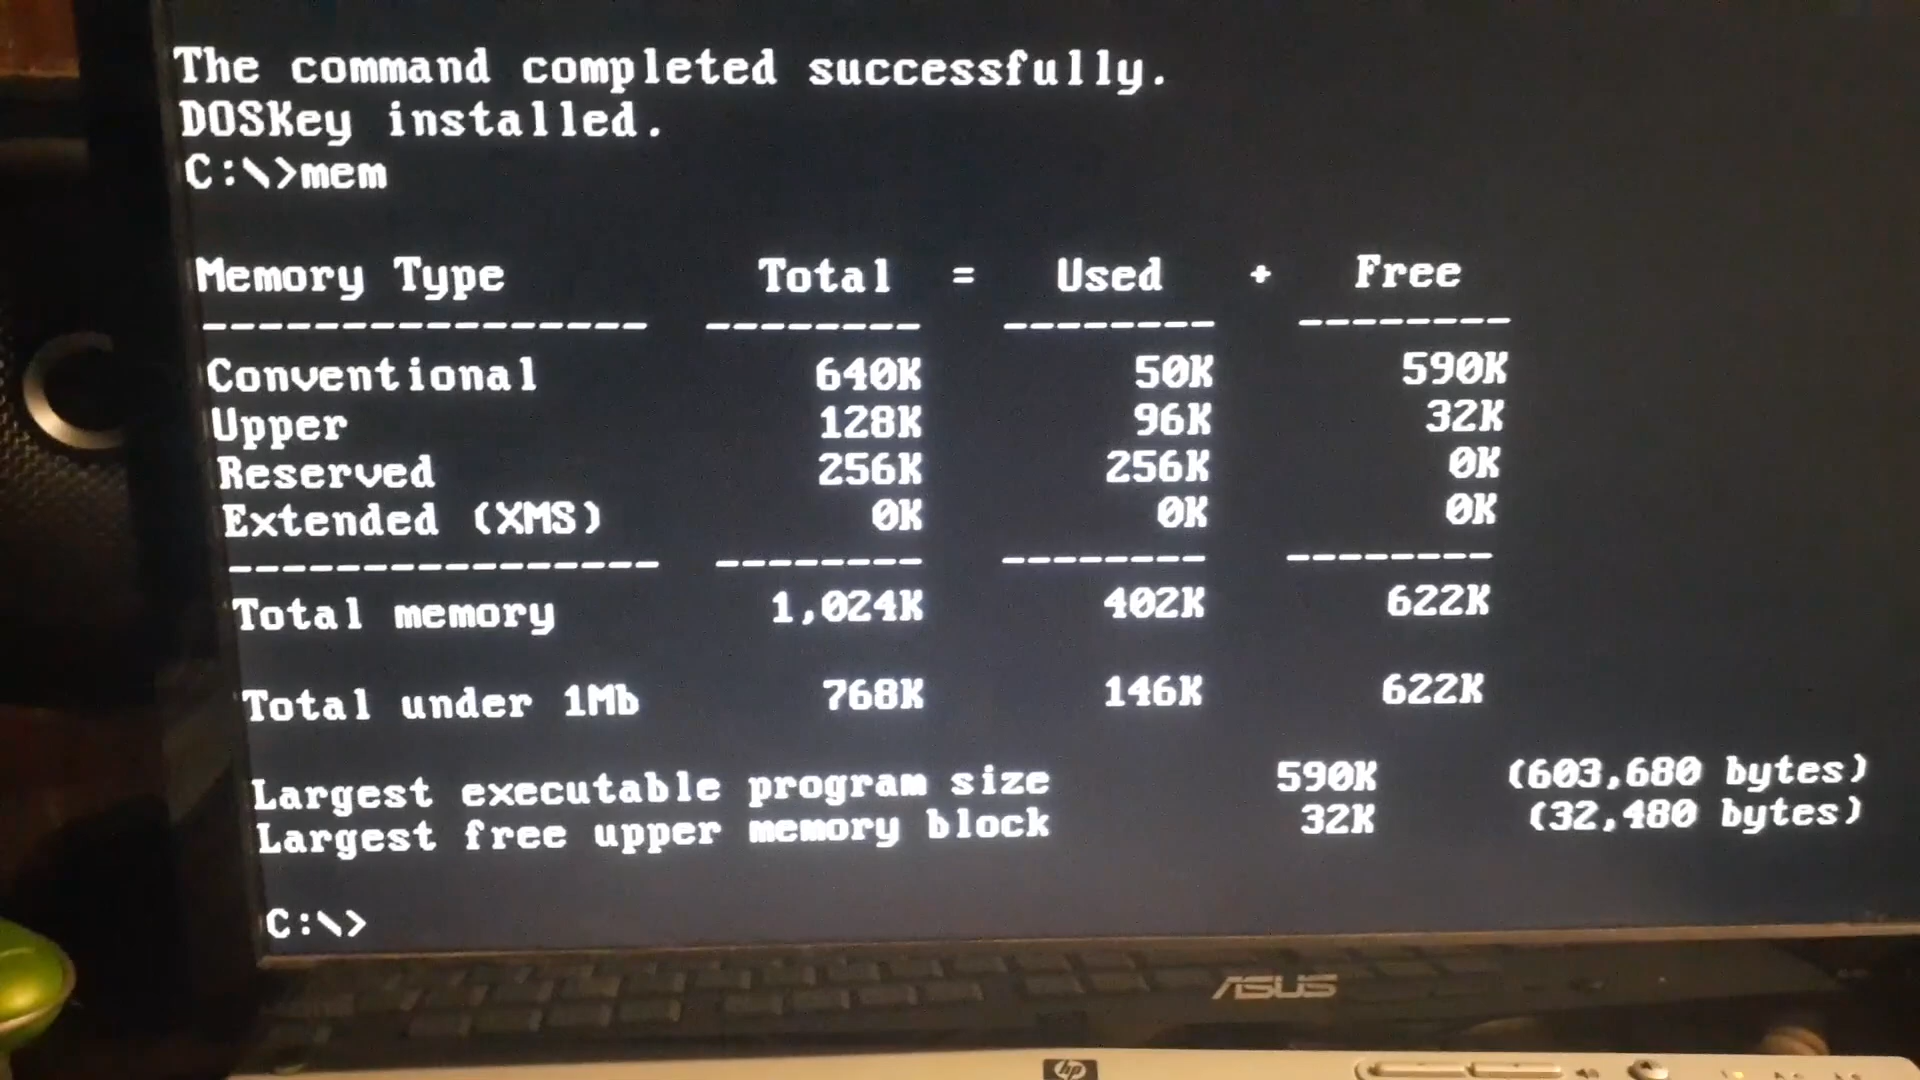 The command completed successfully.
DOSKey installed.
C:\>mem
Memory Type Total = Used + Free
---------------- -------- -------- --------
Conventional 640K 50K 590K
Upper 128K 96K 32K
Reserved 256K 256K 0K
Extended (XMS) 0K 0K 0K
---------------- -------- -------- --------
Total memory 1,024K 402K 622K
Total under 1Mb 768K 146K 622K
Largest executable program size 590K (603,680 bytes)
Largest free upper memory block 32K (32,480 bytes)
C:\>
ASUS
hp